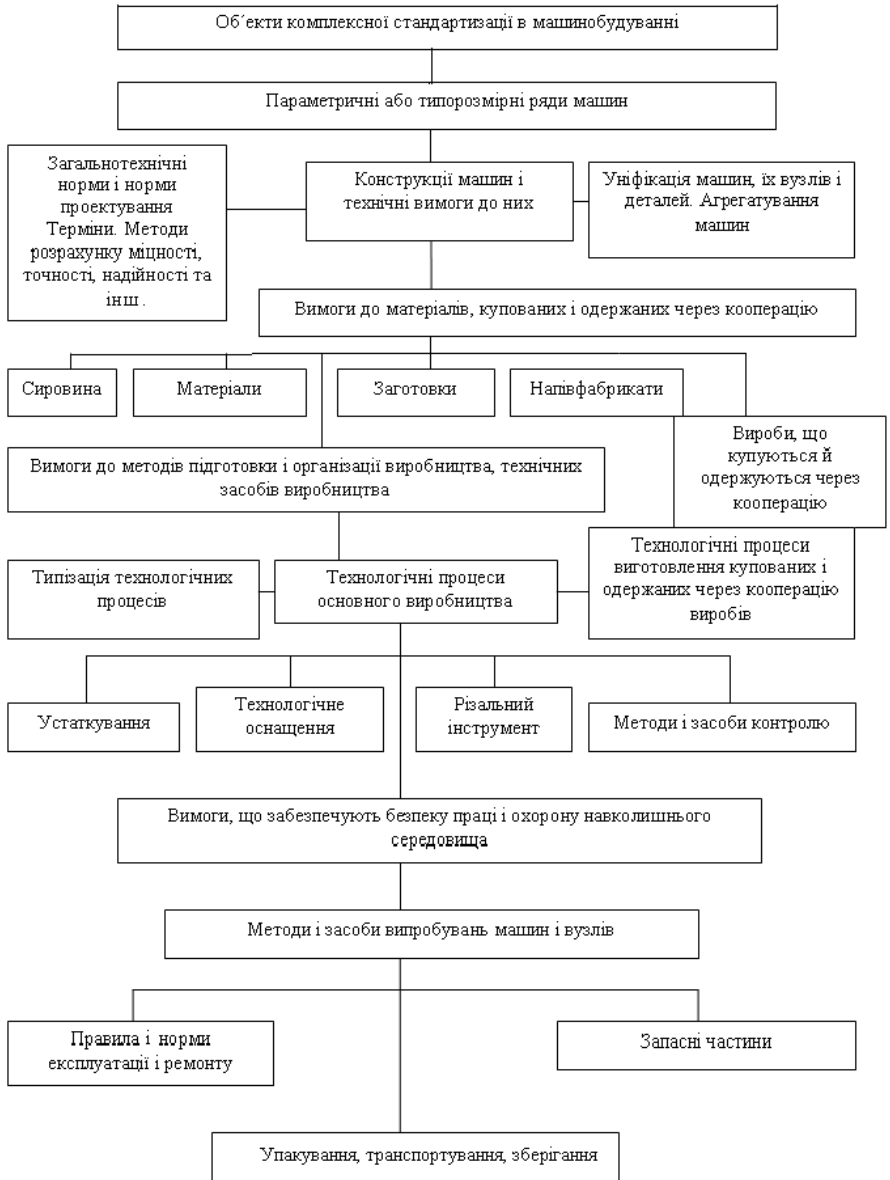 Об´єкти комплексної стандартизації в машинобудуванні
Параметричні або типорозмірні ряди машин
Загальнотехнічні
норми і норми
проектування
Терміни. Методи
розрахунку міцності,
точності, надійності та
інш .
Конструкції машин і
технічні вимоги до них
Уніфікація машин, їх вузлів і
деталей. Агрегатування
машин
Вимоги до матеріалів, купованих і одержаних через кооперацію
Сировина
Матеріали
Заготовки
Напівфабрикати
Вироби, що
купуються й
одержуються через
кооперацію
Вимоги до методів підготовки і організації виробництва, технічних
засобів виробництва
Типізація технологічних
процесів
Технологічні процеси
основного виробництва
Технологічні процеси
виготовлення купованих і
одержаних через кооперацію
виробів
Устаткування
Технологічне
оснащення
Різальний
інструмент
Методи і засоби контролю
Вимоги, що забезпечують безпеку праці і охорону навколишнього
середовища
Методи і засоби випробувань машин і вузлів
Правила і норми
експлуатації і ремонту
Запасні частини
Упакування, транспортування, зберігання